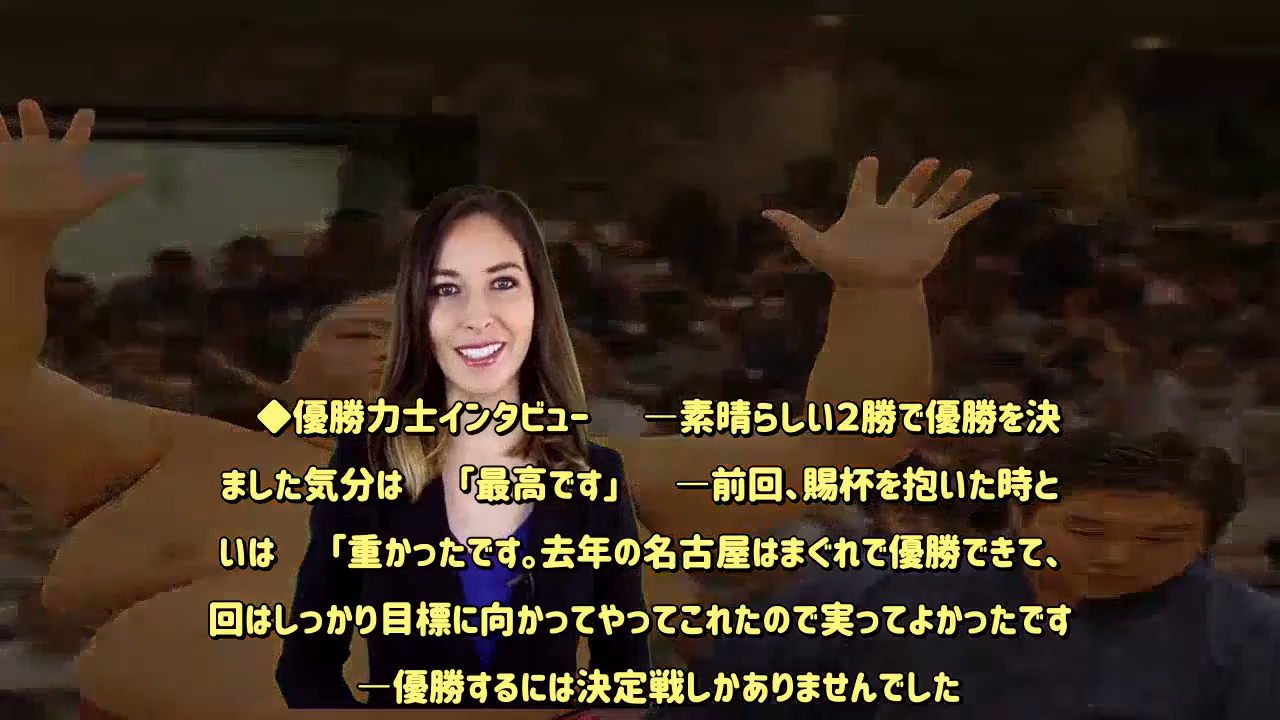 ◆優勝力士インタビュー　―素晴らしい2勝で優勝を決
ました気分は　「最高です」　―前回、賜杯を抱いた時と
いは　「重かったです。去年の名古屋はまぐれで優勝できて、
回はしっかり目標に向かってやってこれたので実ってよかったです
―優勝するには決定戦しかありませんでした